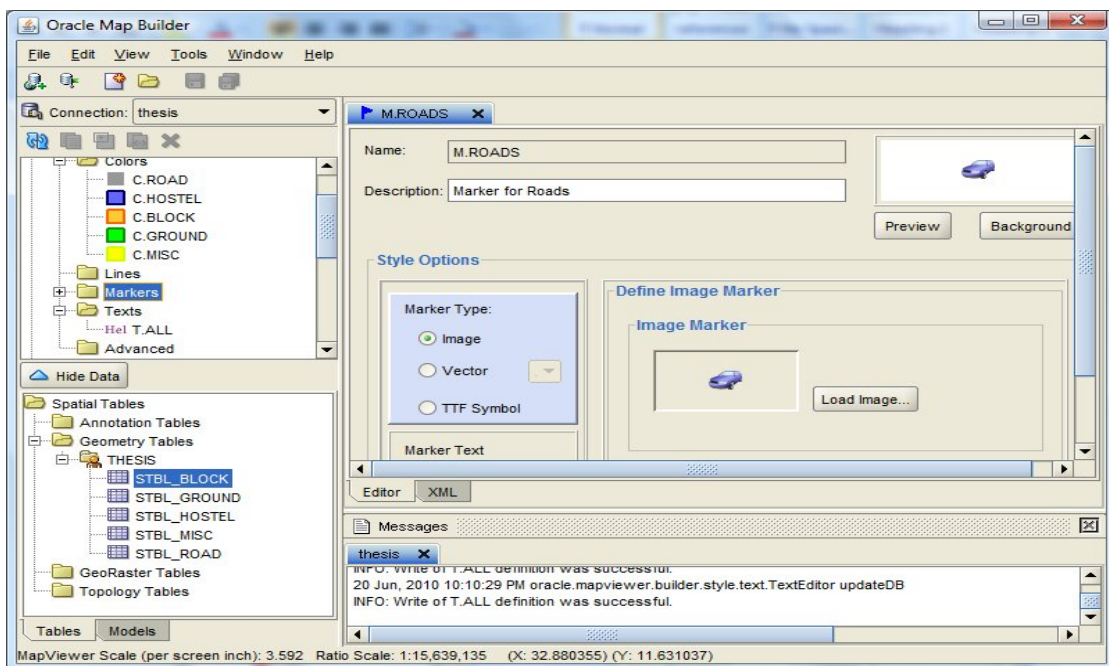 Oracle Map Builder
File Edit View Tools Window Help
Connection: thesis
Colors
C.ROAD
C.HOSTEL
C.BLOCK
C.GROUND
C.MISC
Lines
Markers
Texts
Hel T.ALL
Advanced
Hide Data
Spatial Tables
Annotation Tables
Geometry Tables
THESIS
STBL_BLOCK
STBL_GROUND
STBL_HOSTEL
STBL_MISC
STBL_ROAD
GeoRaster Tables
Topology Tables
Tables Models
M.ROADS
Name: M.ROADS
Description: Marker for Roads
Preview Background
Style Options
Marker Type:
Image
Vector
TTF Symbol
Marker Text
Define Image Marker
Image Marker
Load Image...
Editor XML
Messages
thesis
INFO: Write of T.ALL definition was successful.
20 Jun, 2010 10:10:29 PM oracle.mapviewer.builder.style.text.TextEditor updateDB
INFO: Write of T.ALL definition was successful.
MapViewer Scale (per screen inch): 3.592 Ratio Scale: 1:15,639,135 (X: 32.880355) (Y: 11.631037)